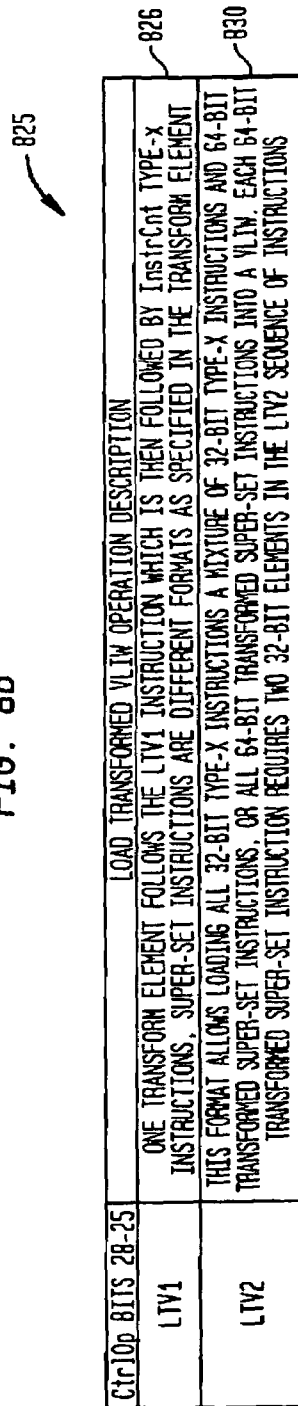 FIG. 8B
825
CtrlOp BITS 28-25
LOAD TRANSFORMED VLIW OPERATION DESCRIPTION
LTV1
ONE TRANSFORM ELEMENT FOLLOWS THE LTV1 INSTRUCTION WHICH IS THEN FOLLOWED BY InstrCnt TYPE-X
INSTRUCTIONS, SUPER-SET INSTRUCTIONS ARE DIFFERENT FORMATS AS SPECIFIED IN THE TRANSFORM ELEMENT
826
LTV2
THIS FORMAT ALLOWS LOADING ALL 32-BIT TYPE-X INSTRUCTIONS A MIXTURE OF 32-BIT TYPE-X INSTRUCTIONS AND 64-BIT
TRANSFORMED SUPER-SET INSTRUCTIONS, OR ALL 64-BIT TRANSFORMED SUPER-SET INSTRUCTIONS INTO A VLIW. EACH 64-BIT
TRANSFORMED SUPER-SET INSTRUCTION REQUIRES TWO 32-BIT ELEMENTS IN THE LTV2 SEQUENCE OF INSTRUCTIONS
830